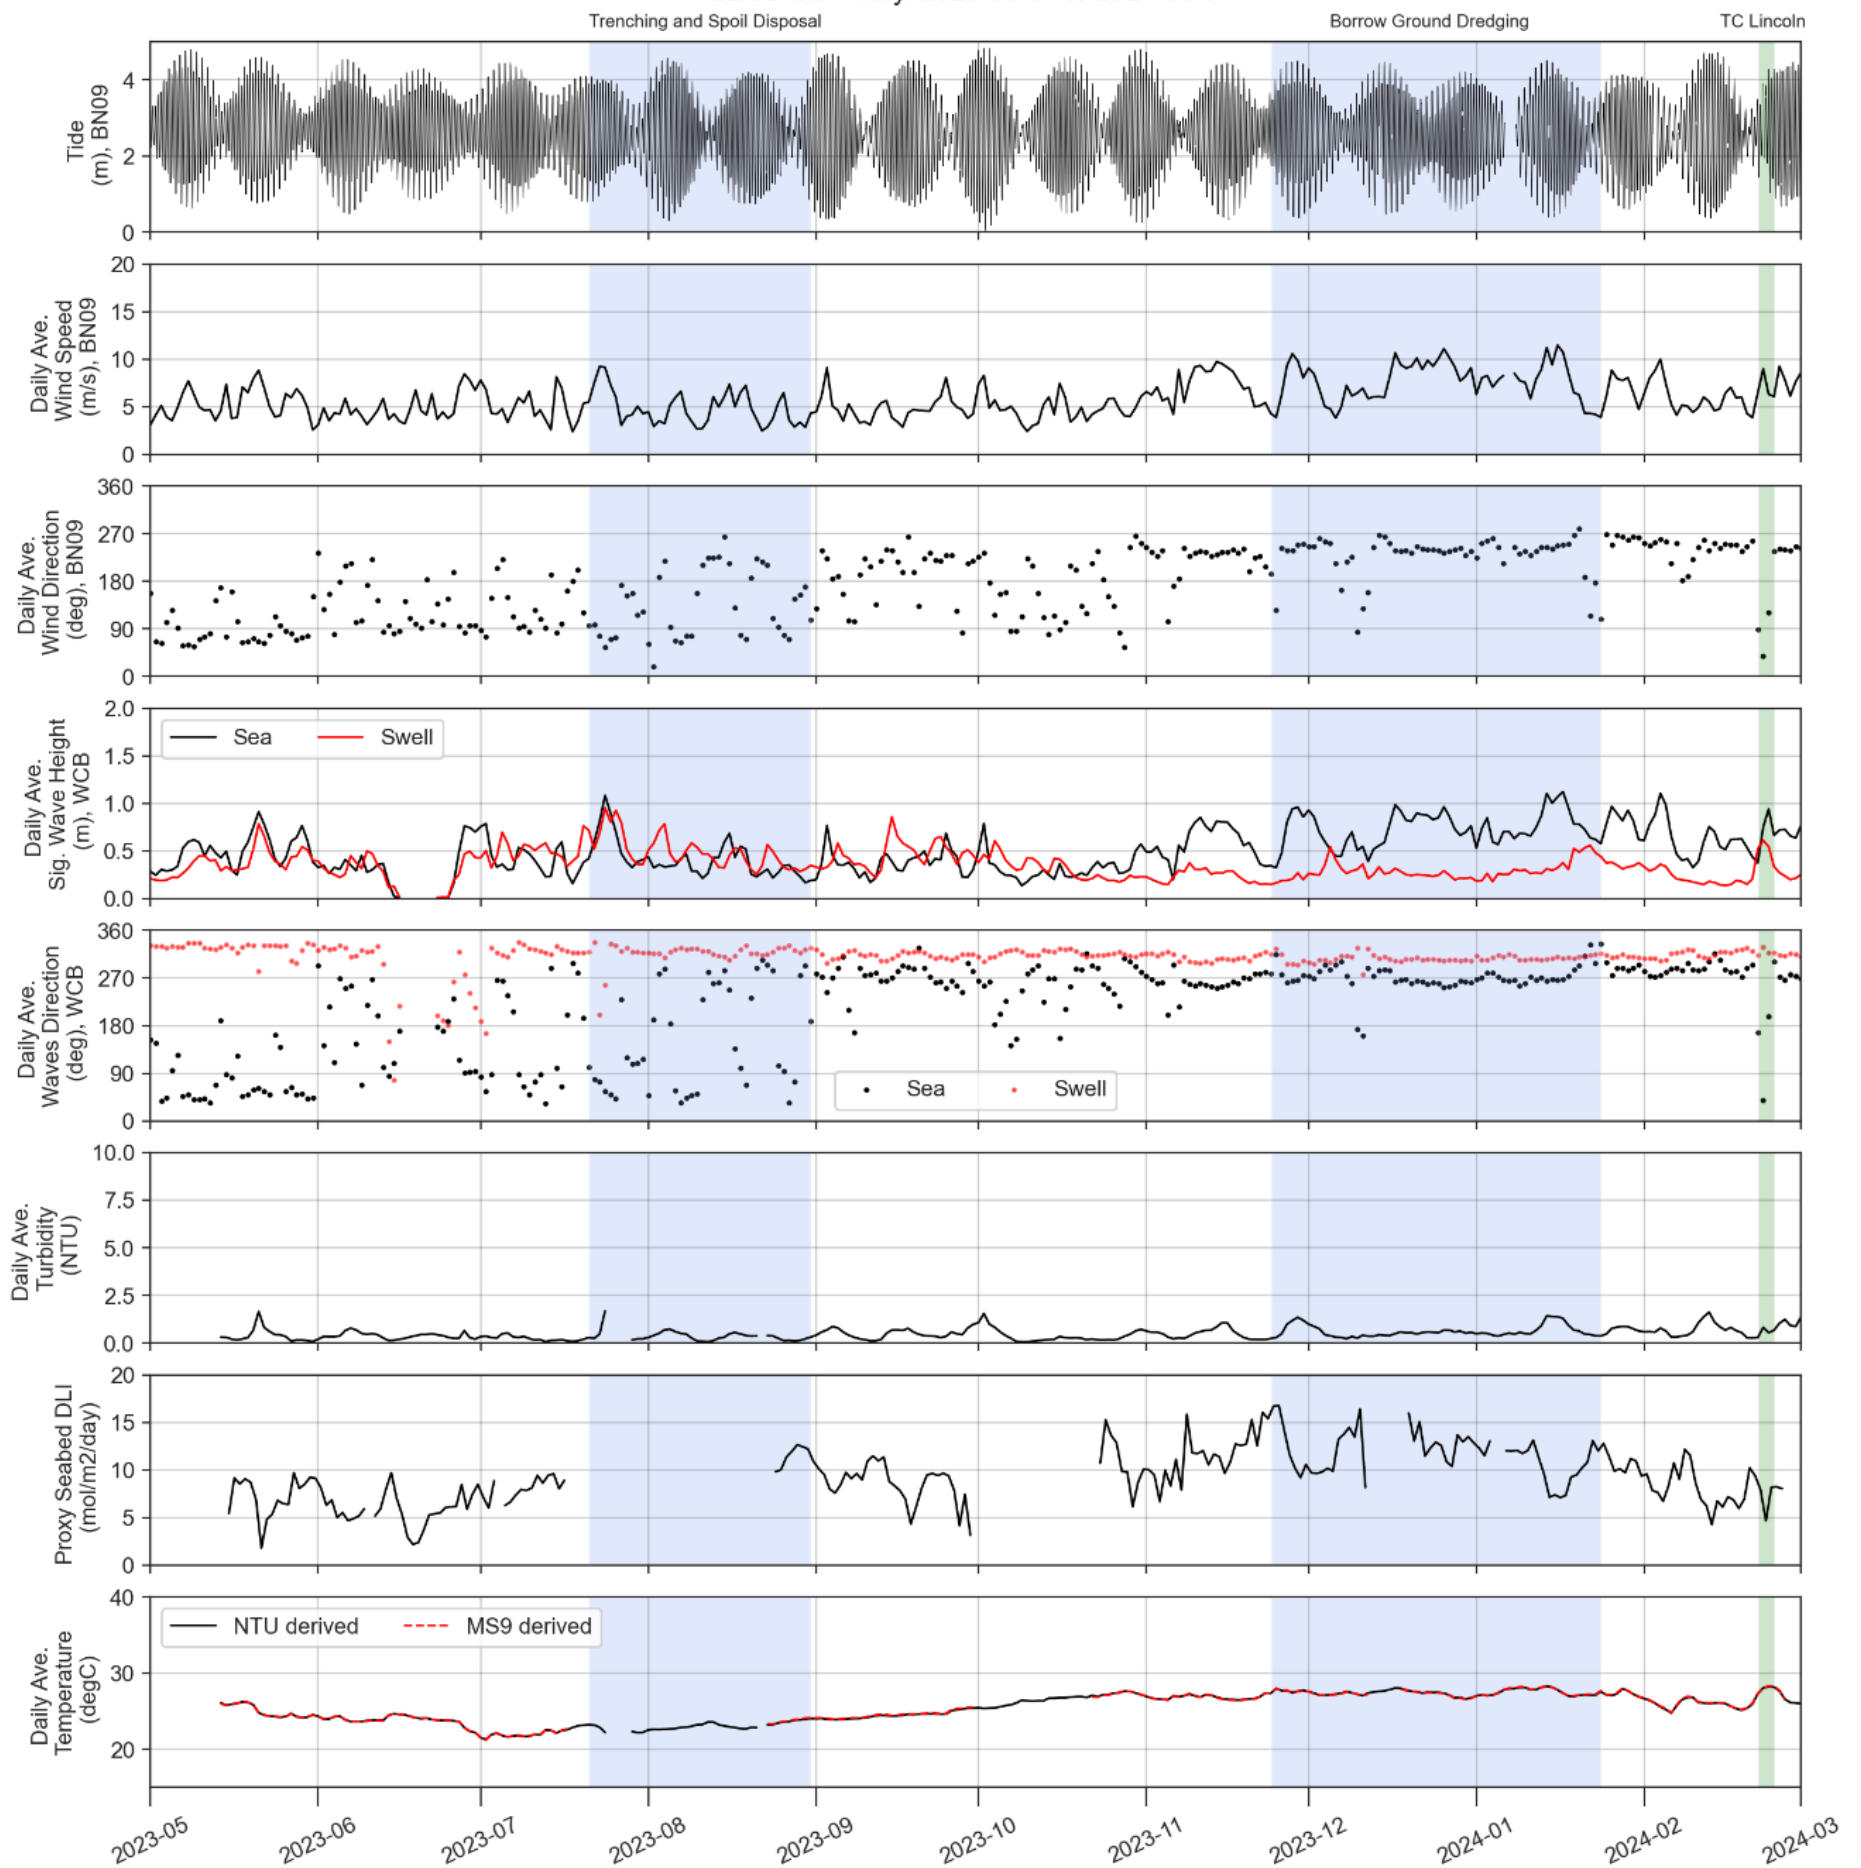 Trenching and Spoil Disposal
Borrow Ground Dredging
TC Lincoln
Tide
(m), BN09
4
2
0
Daily Ave.
Wind Speed
(m/s), BN09
20
15
10
5
0
Daily Ave.
Wind Direction
(deg), BN09
360
270
180
90
0
Daily Ave.
Sig. Wave Height
(m), WCB
2.0
1.5
1.0
0.5
0.0
Sea
Swell
Daily Ave.
Waves Direction
(deg), WCB
360
270
180
90
0
Sea
Swell
Daily Ave.
Turbidity
(NTU)
10.0
7.5
5.0
2.5
0.0
Proxy Seabed DLI
(mol/m2/day)
20
15
10
5
0
Daily Ave.
Temperature
(degC)
40
30
20
NTU derived
MS9 derived
2023-05
2023-06
2023-07
2023-08
2023-09
2023-10
2023-11
2023-12
2024-01
2024-02
2024-03